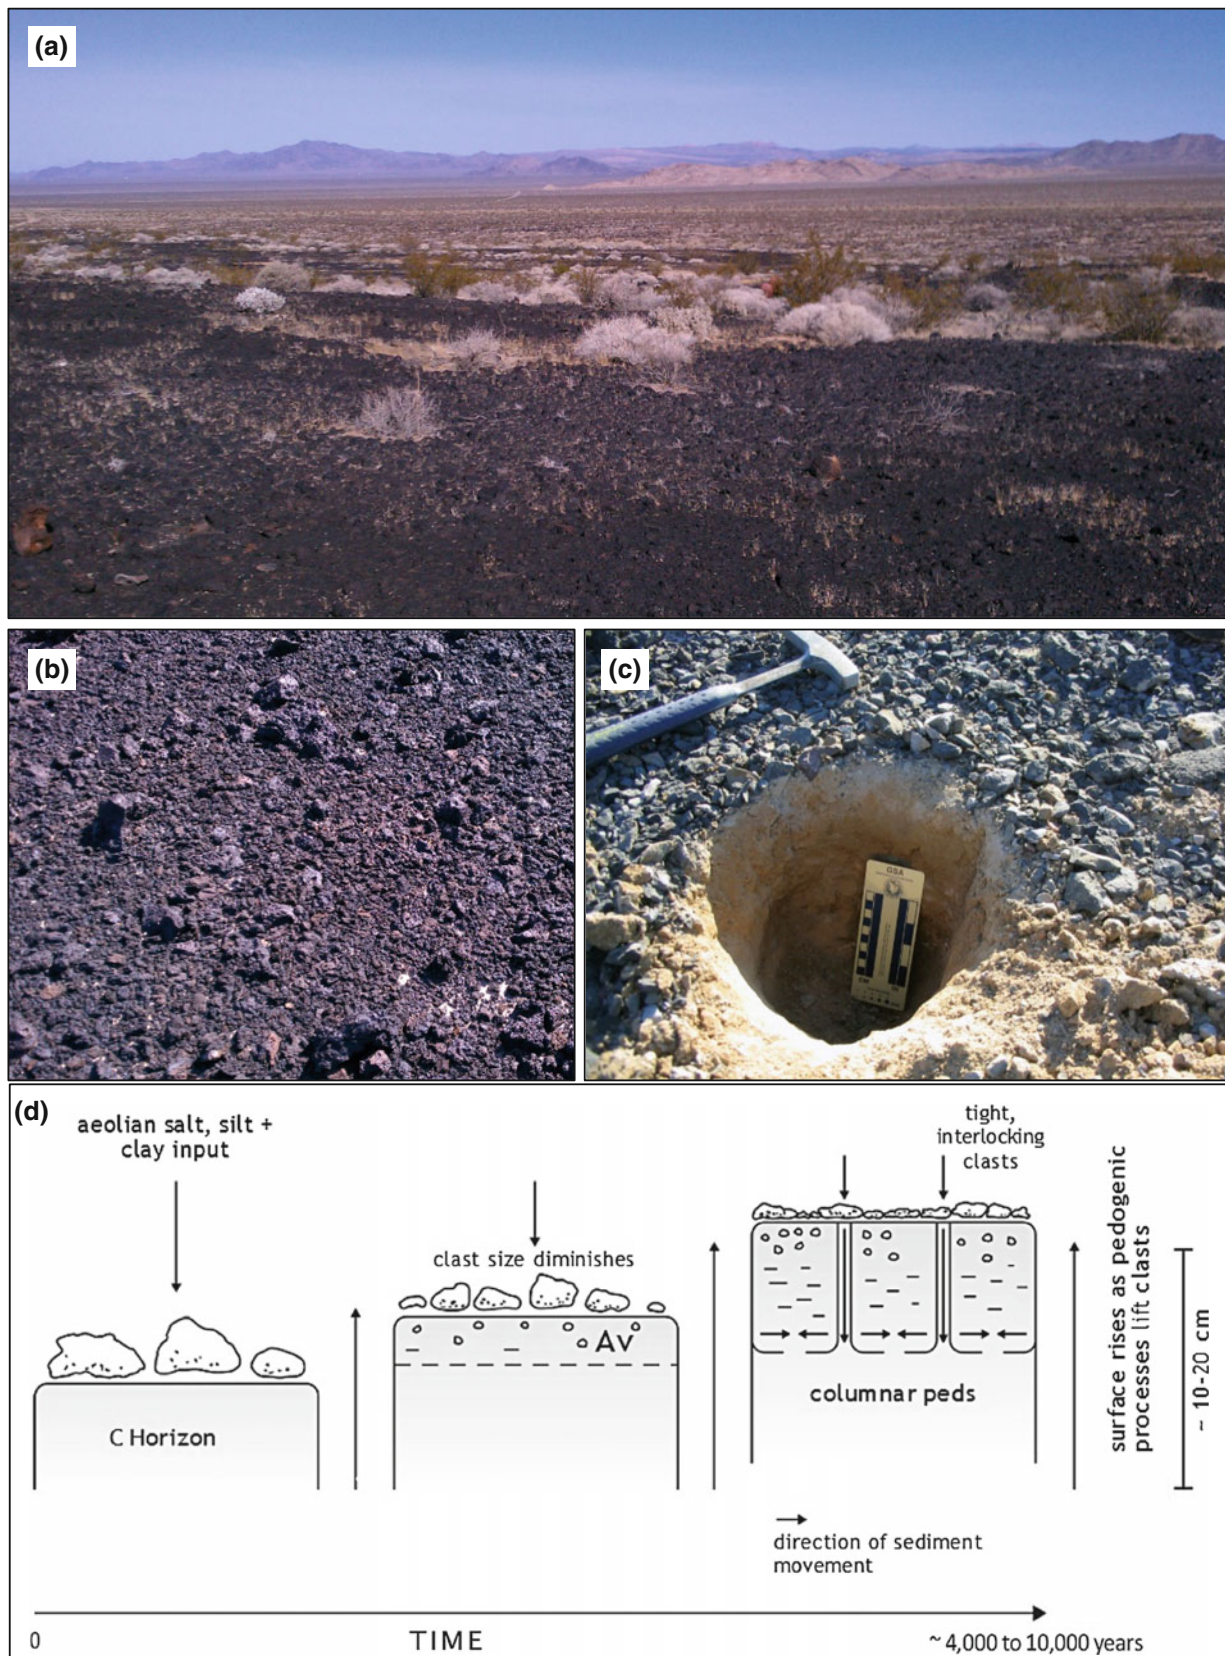 (a)
(b)
(c)
GSA
(d)
aeolian salt, silt +
clay input
C Horizon
clast size diminishes
Av
tight,
interlocking
clasts
columnar peds
direction of sediment
movement
surface rises as pedogenic
processes lift clasts
~ 10-20 cm
0
TIME
~ 4,000 to 10,000 years